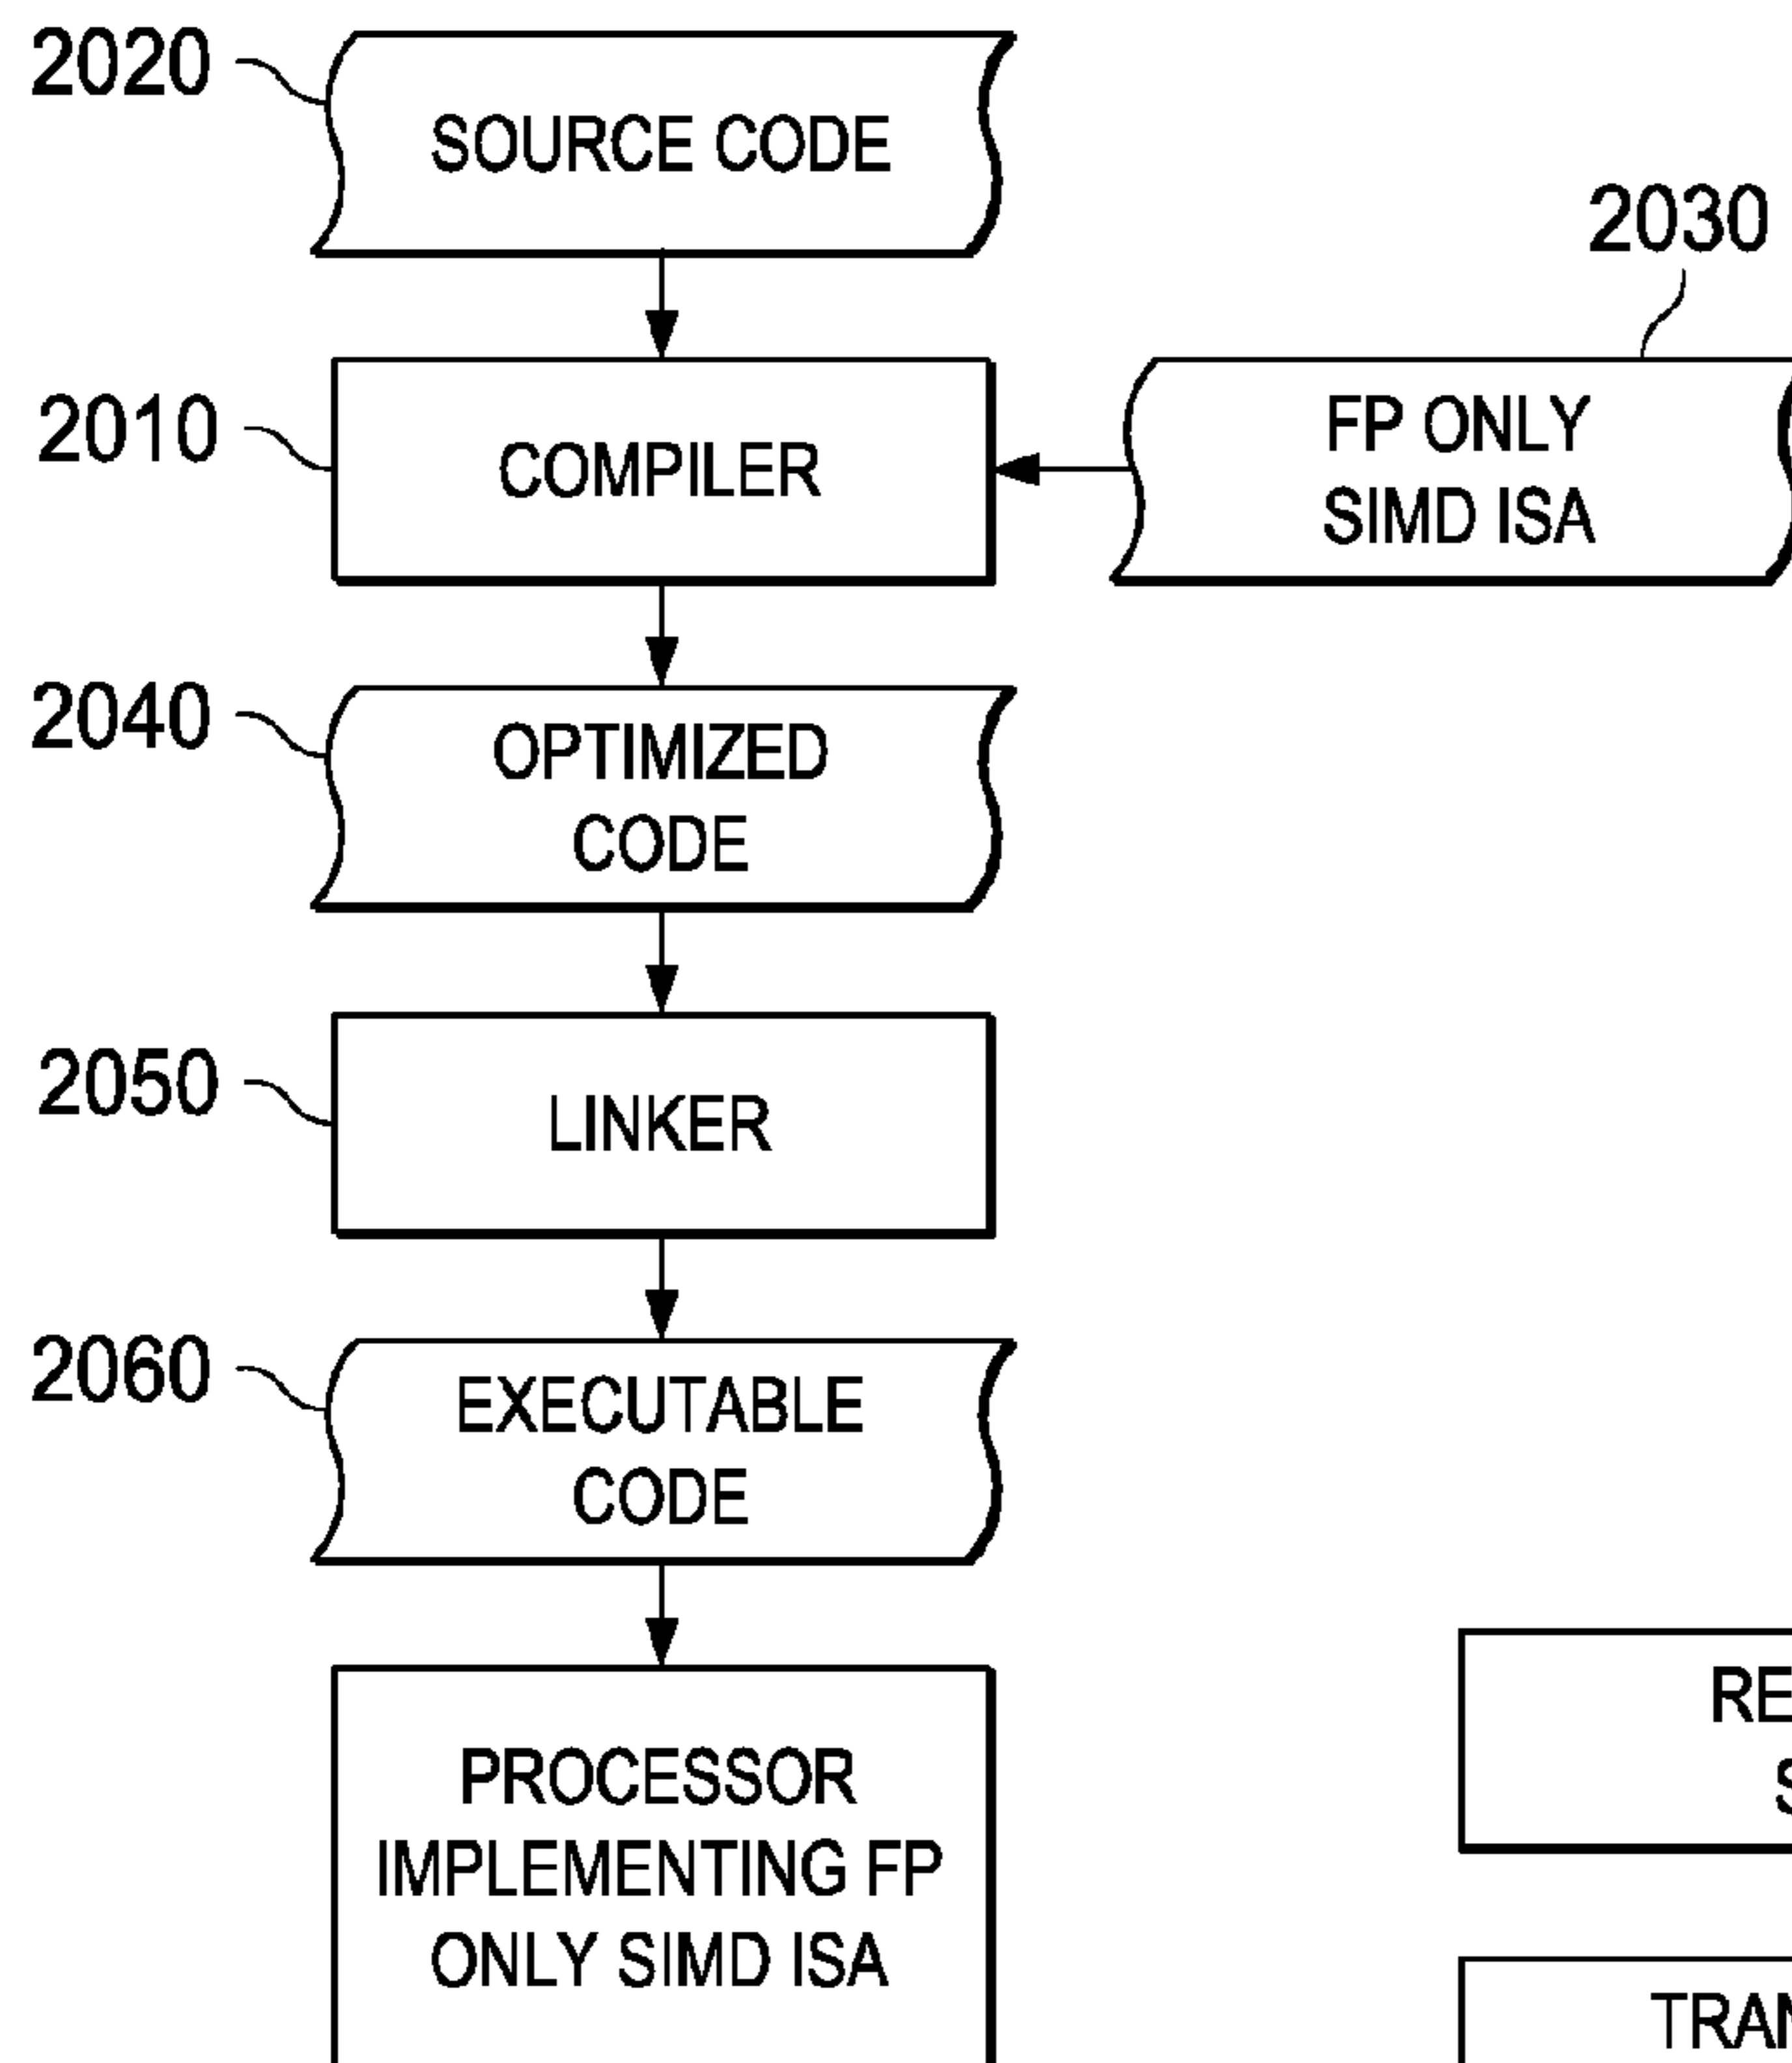 2020
SOURCE CODE
2030
2010
COMPILER
FP ONLY
SIMD ISA
2040
OPTIMIZED
CODE
2050
LINKER
2060
EXECUTABLE
CODE
PROCESSOR
IMPLEMENTING FP
ONLY SIMD ISA